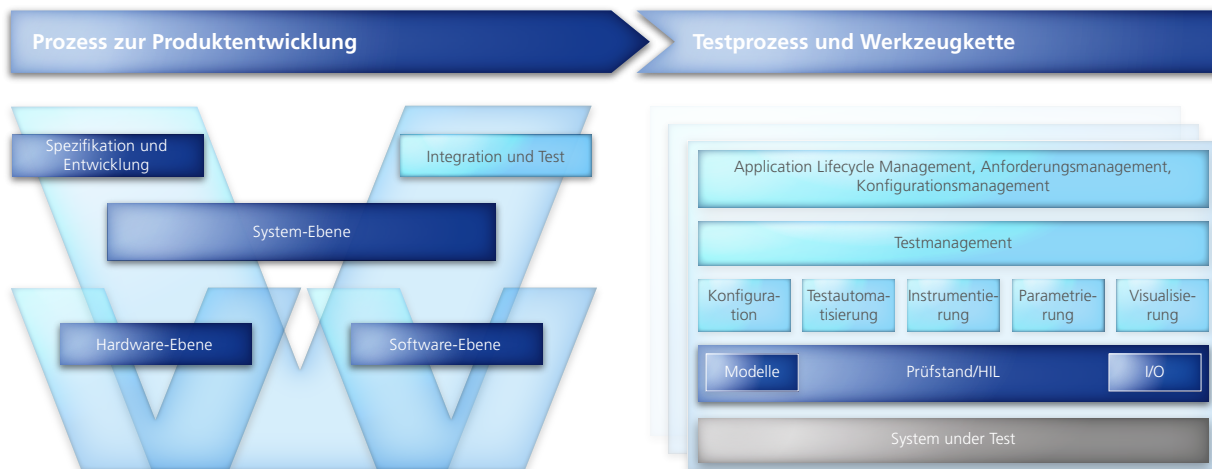 Prozess zur Produktentwicklung
Testprozess und Werkzeugkette
Spezifikation und
Entwicklung
Integration und Test
System-Ebene
Hardware-Ebene
Software-Ebene
Application Lifecycle Management, Anforderungsmanagement,
Konfigurationsmanagement
Testmanagement
Konfigura-
tion
Testautoma-
tisierung
Instrumentie-
rung
Parametrie-
rung
Visualisie-
rung
Modelle
Prüfstand/HIL
I/O
System under Test